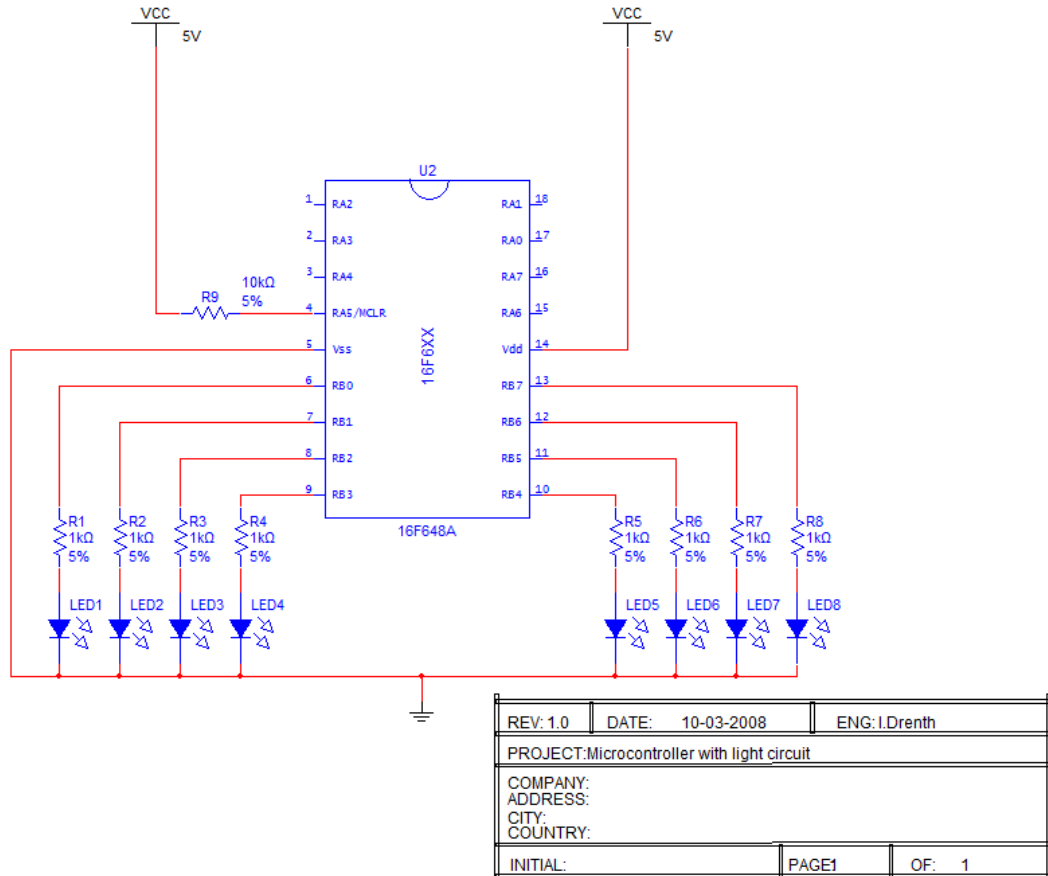 VCC
5V
VCC
5V
U2
1 RA2
RA1 18
2 RA3
RA0 17
3 RA4
RA7 16
10kΩ
R9
5%
4 RA5/MCLR
RA6 15
16F6XX
5 Vss
Vdd 14
6 RB0
RB7 13
7 RB1
RB6 12
8 RB2
RB5 11
9 RB3
RB4 10
16F648A
R1
1kΩ
5%
R2
1kΩ
5%
R3
1kΩ
5%
R4
1kΩ
5%
R5
1kΩ
5%
R6
1kΩ
5%
R7
1kΩ
5%
R8
1kΩ
5%
LED1
LED2
LED3
LED4
LED5
LED6
LED7
LED8
REV: 1.0 DATE: 10-03-2008 ENG: I.Drenth
PROJECT:Microcontroller with light circuit
COMPANY:
ADDRESS:
CITY:
COUNTRY:
INITIAL: PAGE1 OF: 1